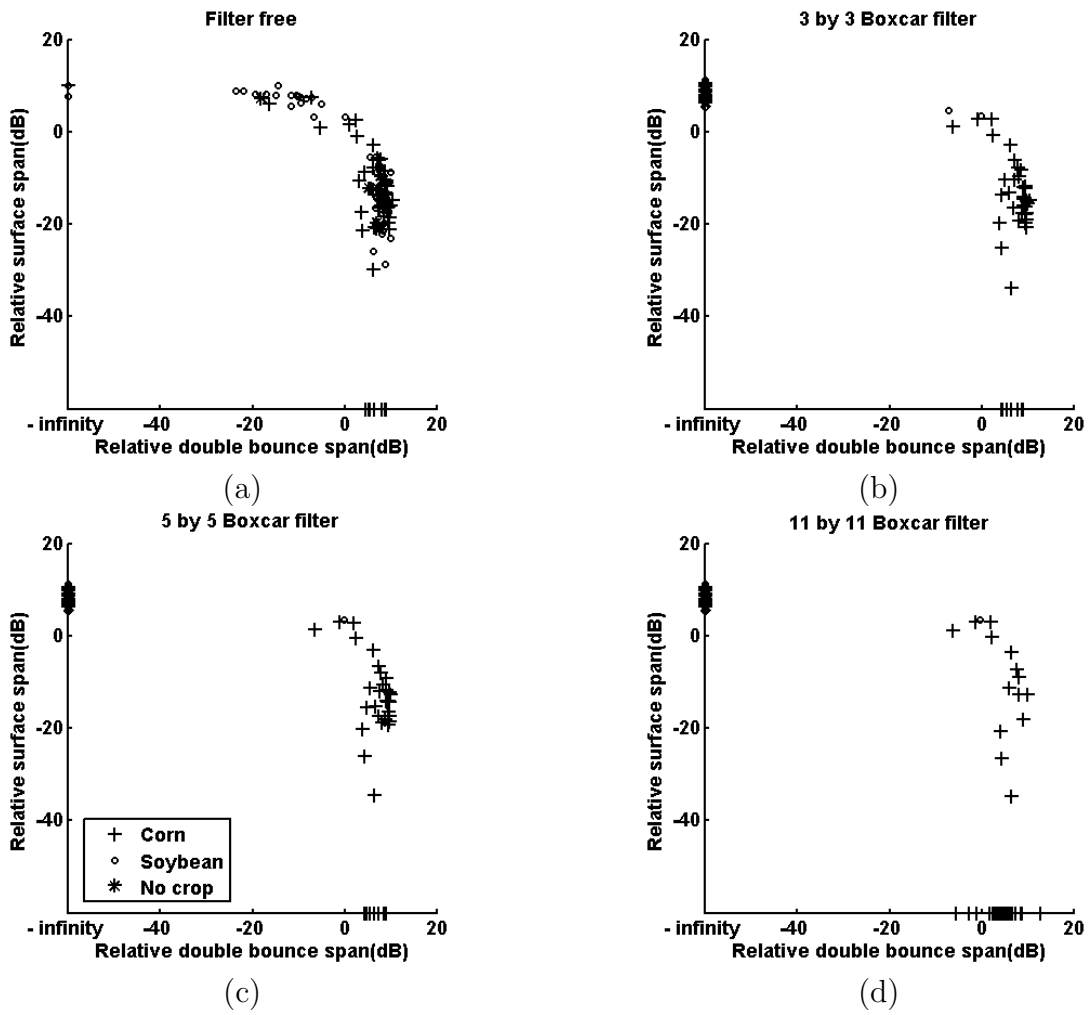 Filter free
20
0
-20
-40
Relative surface span(dB)
- infinity
-40
-20
0
20
Relative double bounce span(dB)
(a)
3 by 3 Boxcar filter
20
0
-20
-40
Relative surface span(dB)
- infinity
-40
-20
0
20
Relative double bounce span(dB)
(b)
5 by 5 Boxcar filter
20
0
-20
-40
Relative surface span(dB)
Corn
Soybean
No crop
- infinity
-40
-20
0
20
Relative double bounce span(dB)
(c)
11 by 11 Boxcar filter
20
0
-20
-40
Relative surface span(dB)
- infinity
-40
-20
0
20
Relative double bounce span(dB)
(d)